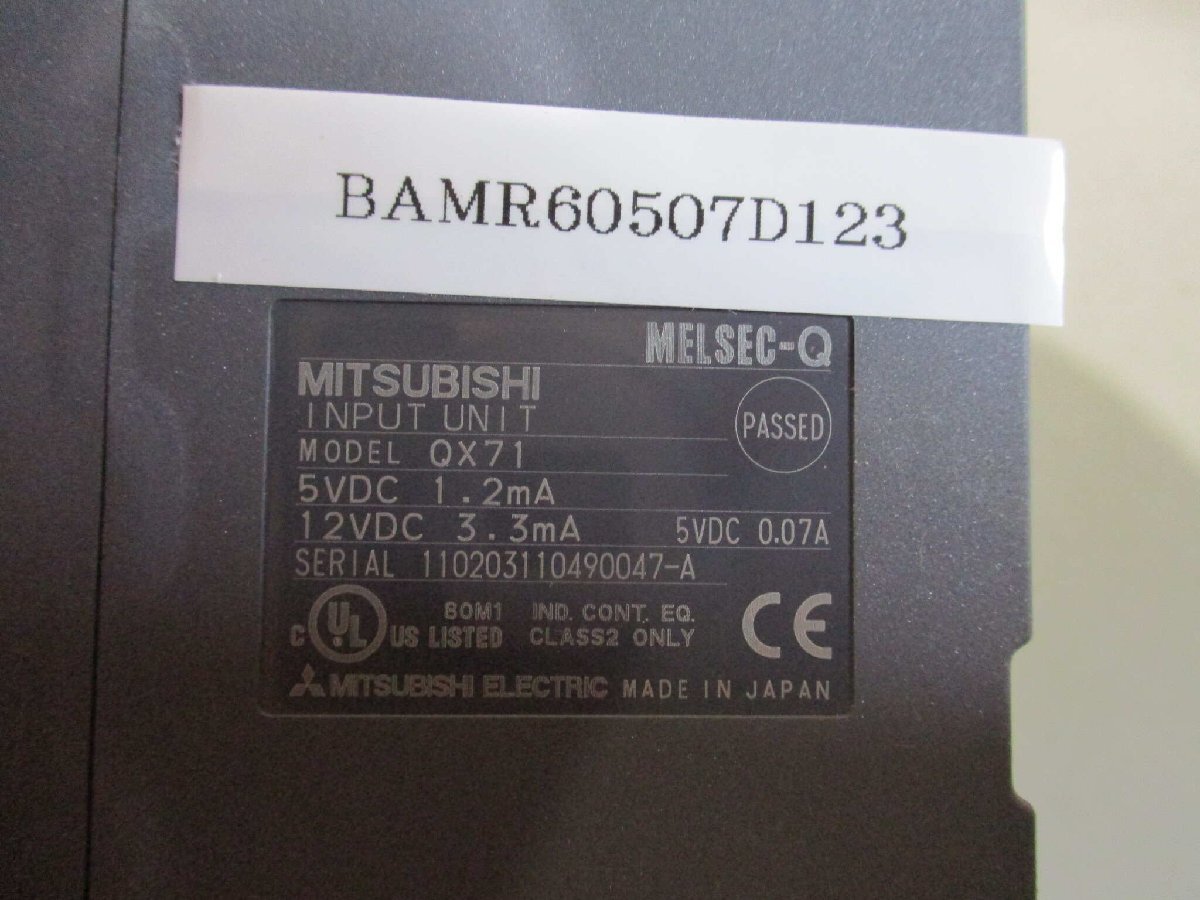 BAMR60507D123
MELSEC-Q
MITSUBISHI
INPUT UNIT
PASSED
MODEL QX71
5VDC 1.2mA
12VDC 3.3mA 5VDC 0.07A
SERIAL 110203110490047-A
C UL US LISTED 80M1 IND. CONT. EQ.
CLASS2 ONLY
CE
MITSUBISHI ELECTRIC MADE IN JAPAN